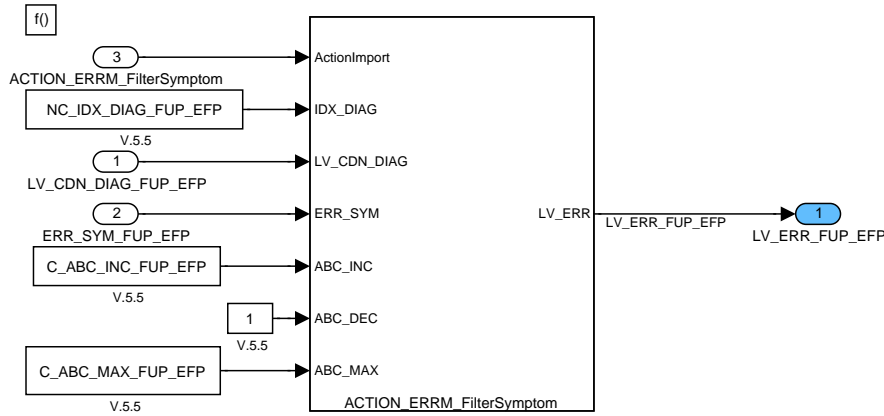 f()
3
ActionImport
ACTION_ERRM_FilterSymptom
NC_IDX_DIAG_FUP_EFP
IDX_DIAG
V.5.5
1
LV_CDN_DIAG
LV_CDN_DIAG_FUP_EFP
2
ERR_SYM
LV_ERR
LV_ERR_FUP_EFP
1
ERR_SYM_FUP_EFP
LV_ERR_FUP_EFP
C_ABC_INC_FUP_EFP
ABC_INC
V.5.5
1
ABC_DEC
V.5.5
C_ABC_MAX_FUP_EFP
ABC_MAX
V.5.5
ACTION_ERRM_FilterSymptom